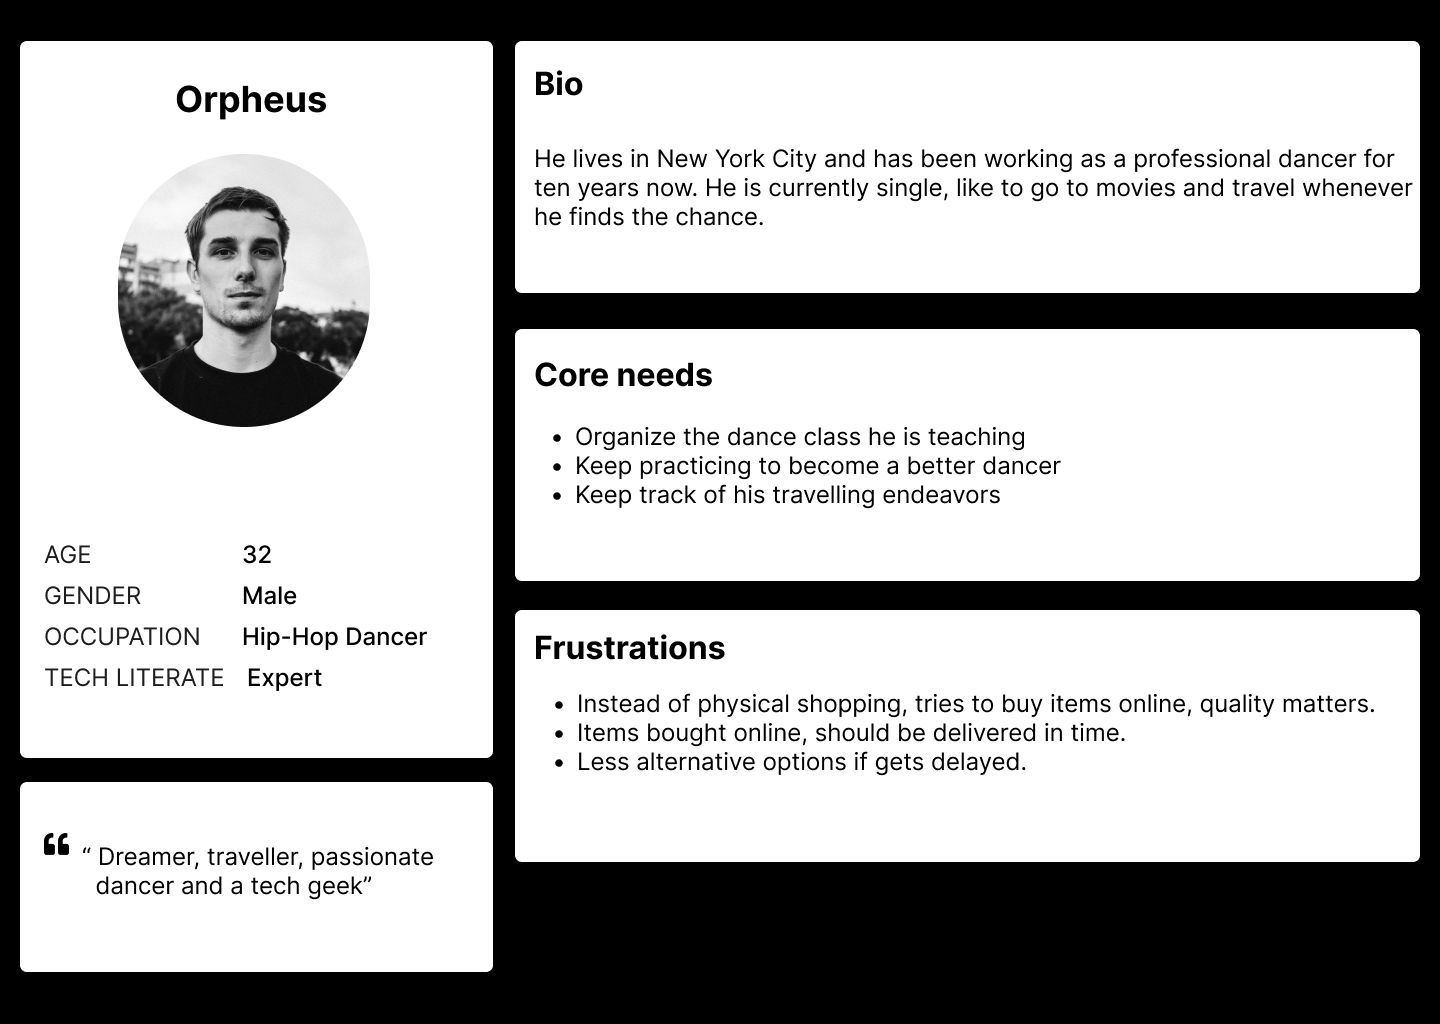 Orpheus
AGE 32
GENDER Male
OCCUPATION Hip-Hop Dancer
TECH LITERATE Expert
“ Dreamer, traveller, passionate
dancer and a tech geek”
Bio
He lives in New York City and has been working as a professional dancer for
ten years now. He is currently single, like to go to movies and travel whenever
he finds the chance.
Core needs
• Organize the dance class he is teaching
• Keep practicing to become a better dancer
• Keep track of his travelling endeavors
Frustrations
• Instead of physical shopping, tries to buy items online, quality matters.
• Items bought online, should be delivered in time.
• Less alternative options if gets delayed.